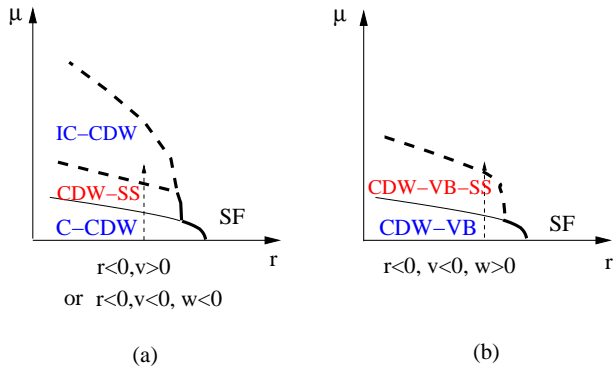 μ
IC−CDW
CDW−SS
C−CDW
SF
r
r<0,v>0
or r<0,v<0, w<0
(a)
μ
CDW−VB−SS
CDW−VB
SF
r
r<0, v<0, w>0
(b)